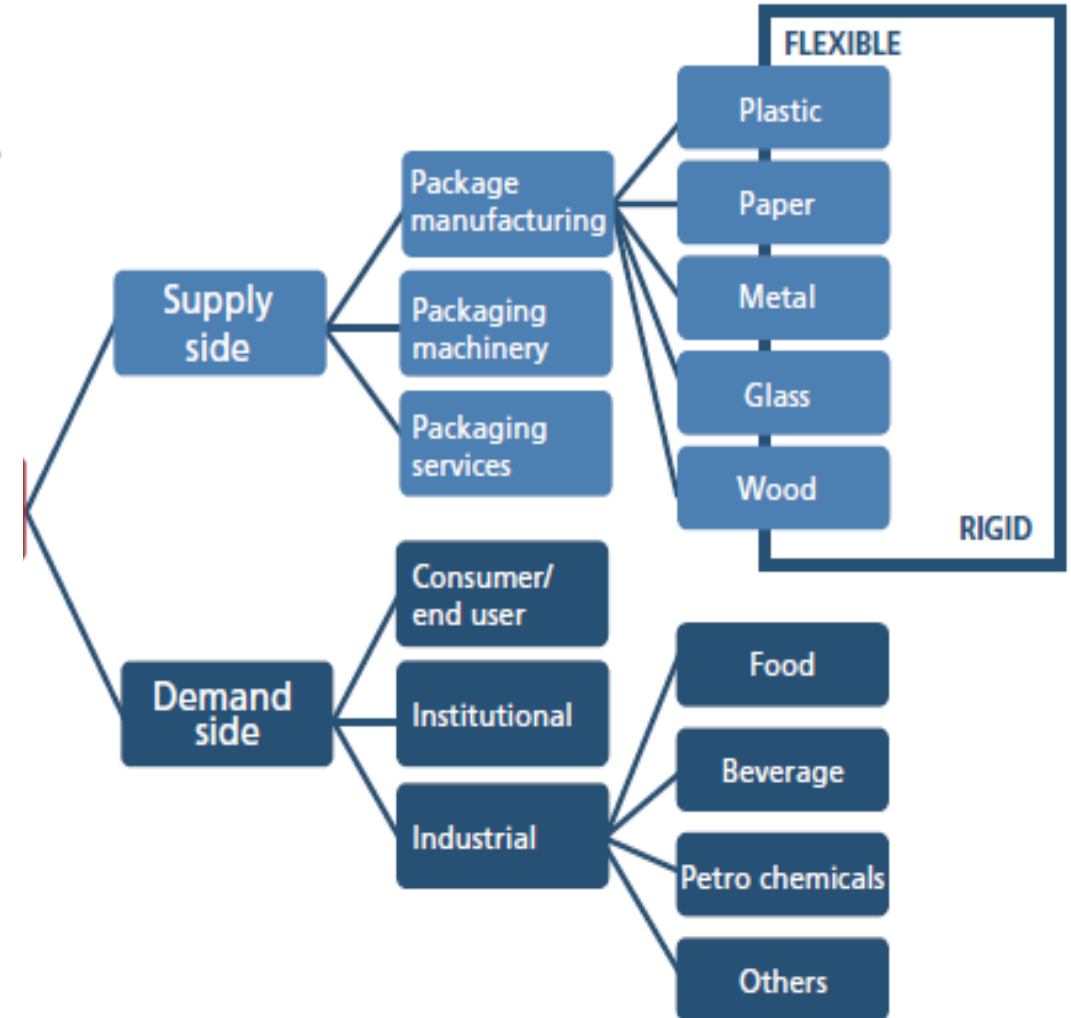 FLEXIBLE
Plastic
Package
manufacturing
Paper
Supply
side
Metal
Packaging
machinery
Glass
Packaging
services
Wood
RIGID
Consumer/
end user
Food
Demand
side
Institutional
Beverage
Industrial
Petro chemicals
Others